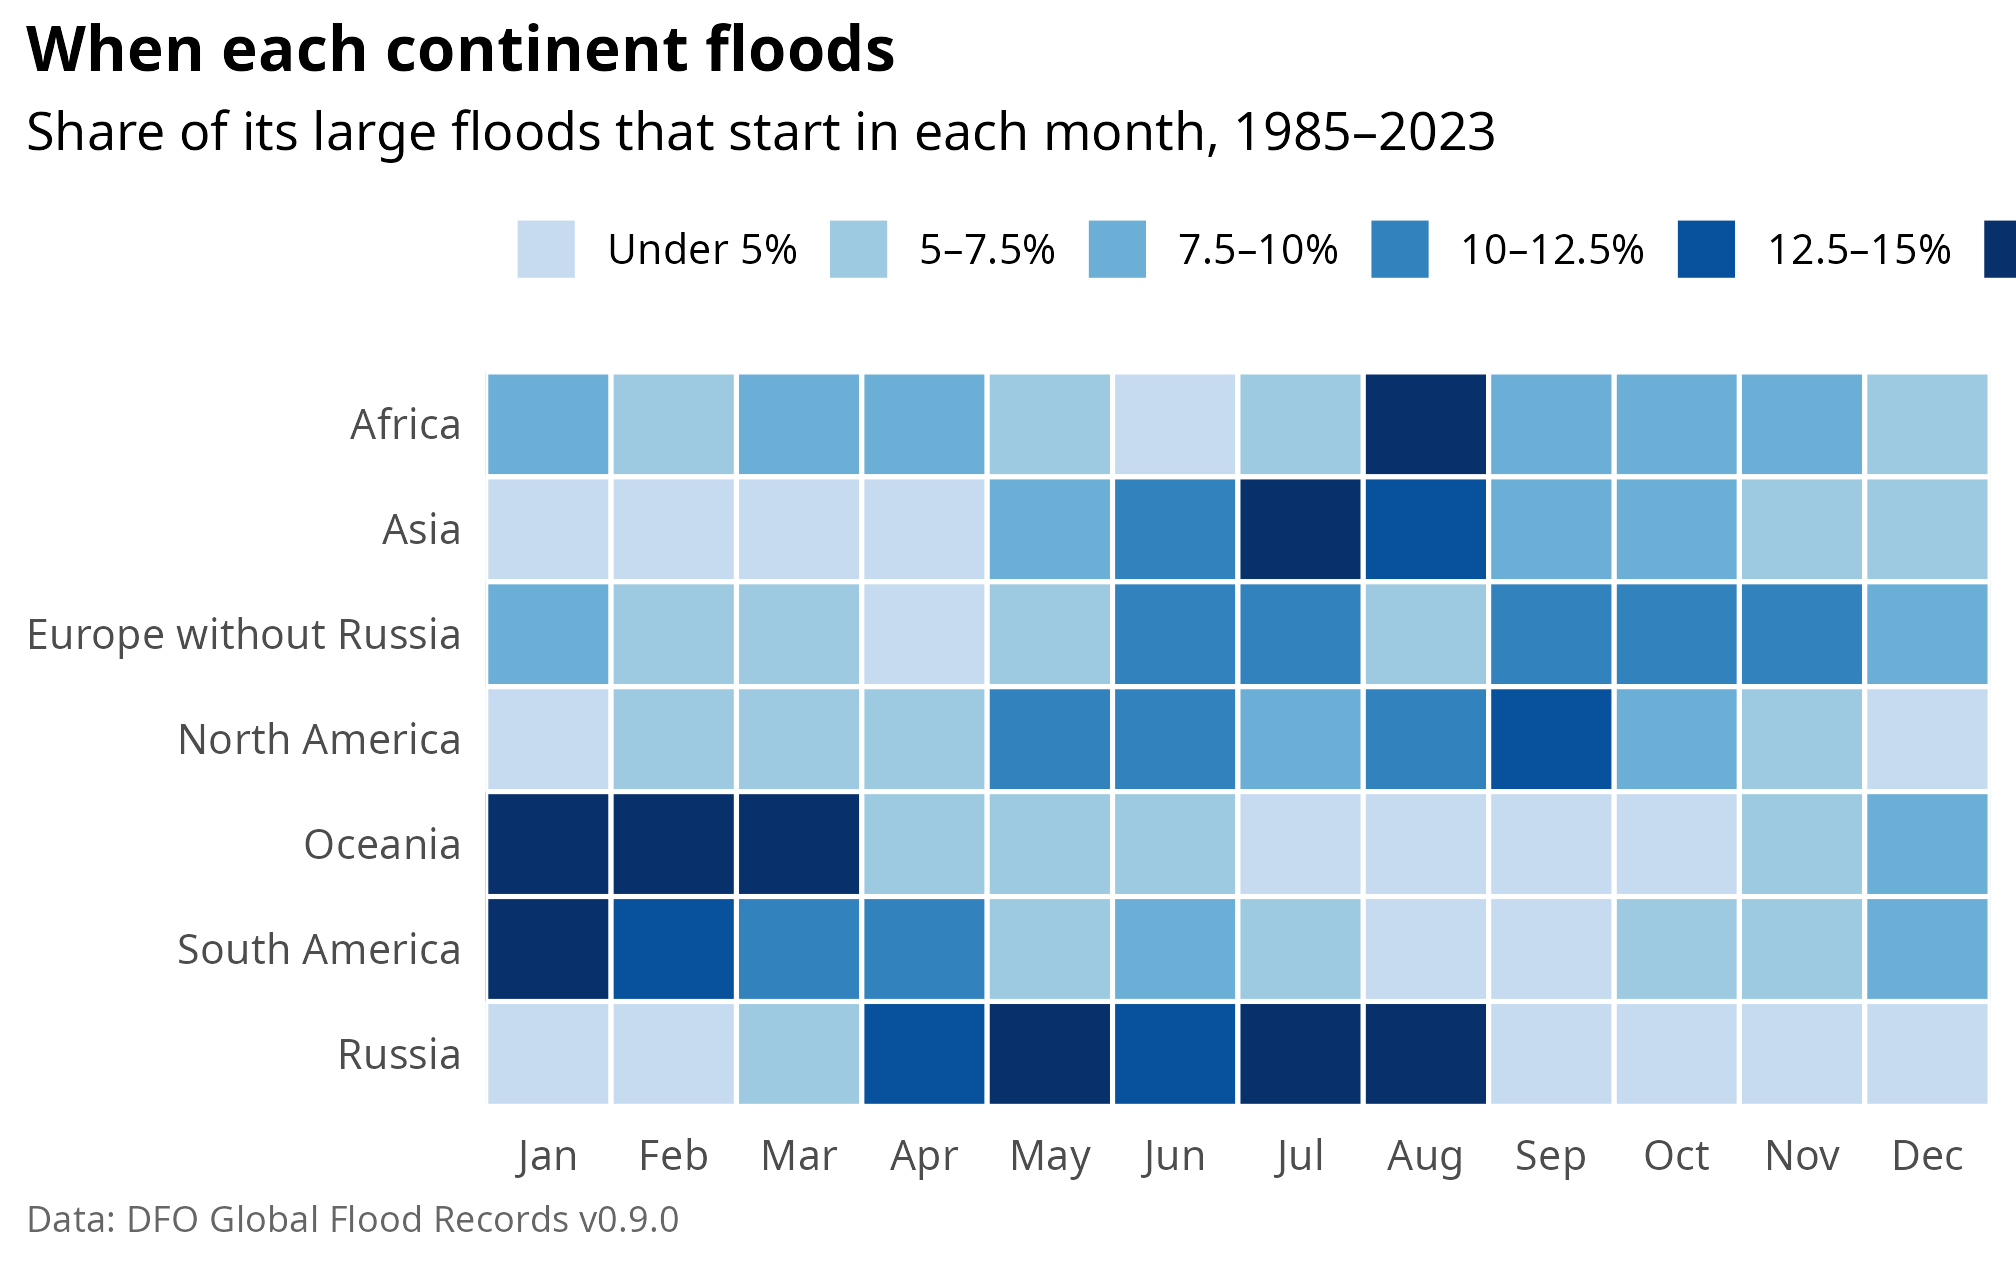 When each continent floods
Share of its large floods that start in each month, 1985–2023
Under 5% 5–7.5% 7.5–10% 10–12.5% 12.5–15%
Africa
Asia
Europe without Russia
North America
Oceania
South America
Russia
Jan Feb Mar Apr May Jun Jul Aug Sep Oct Nov Dec
Data: DFO Global Flood Records v0.9.0